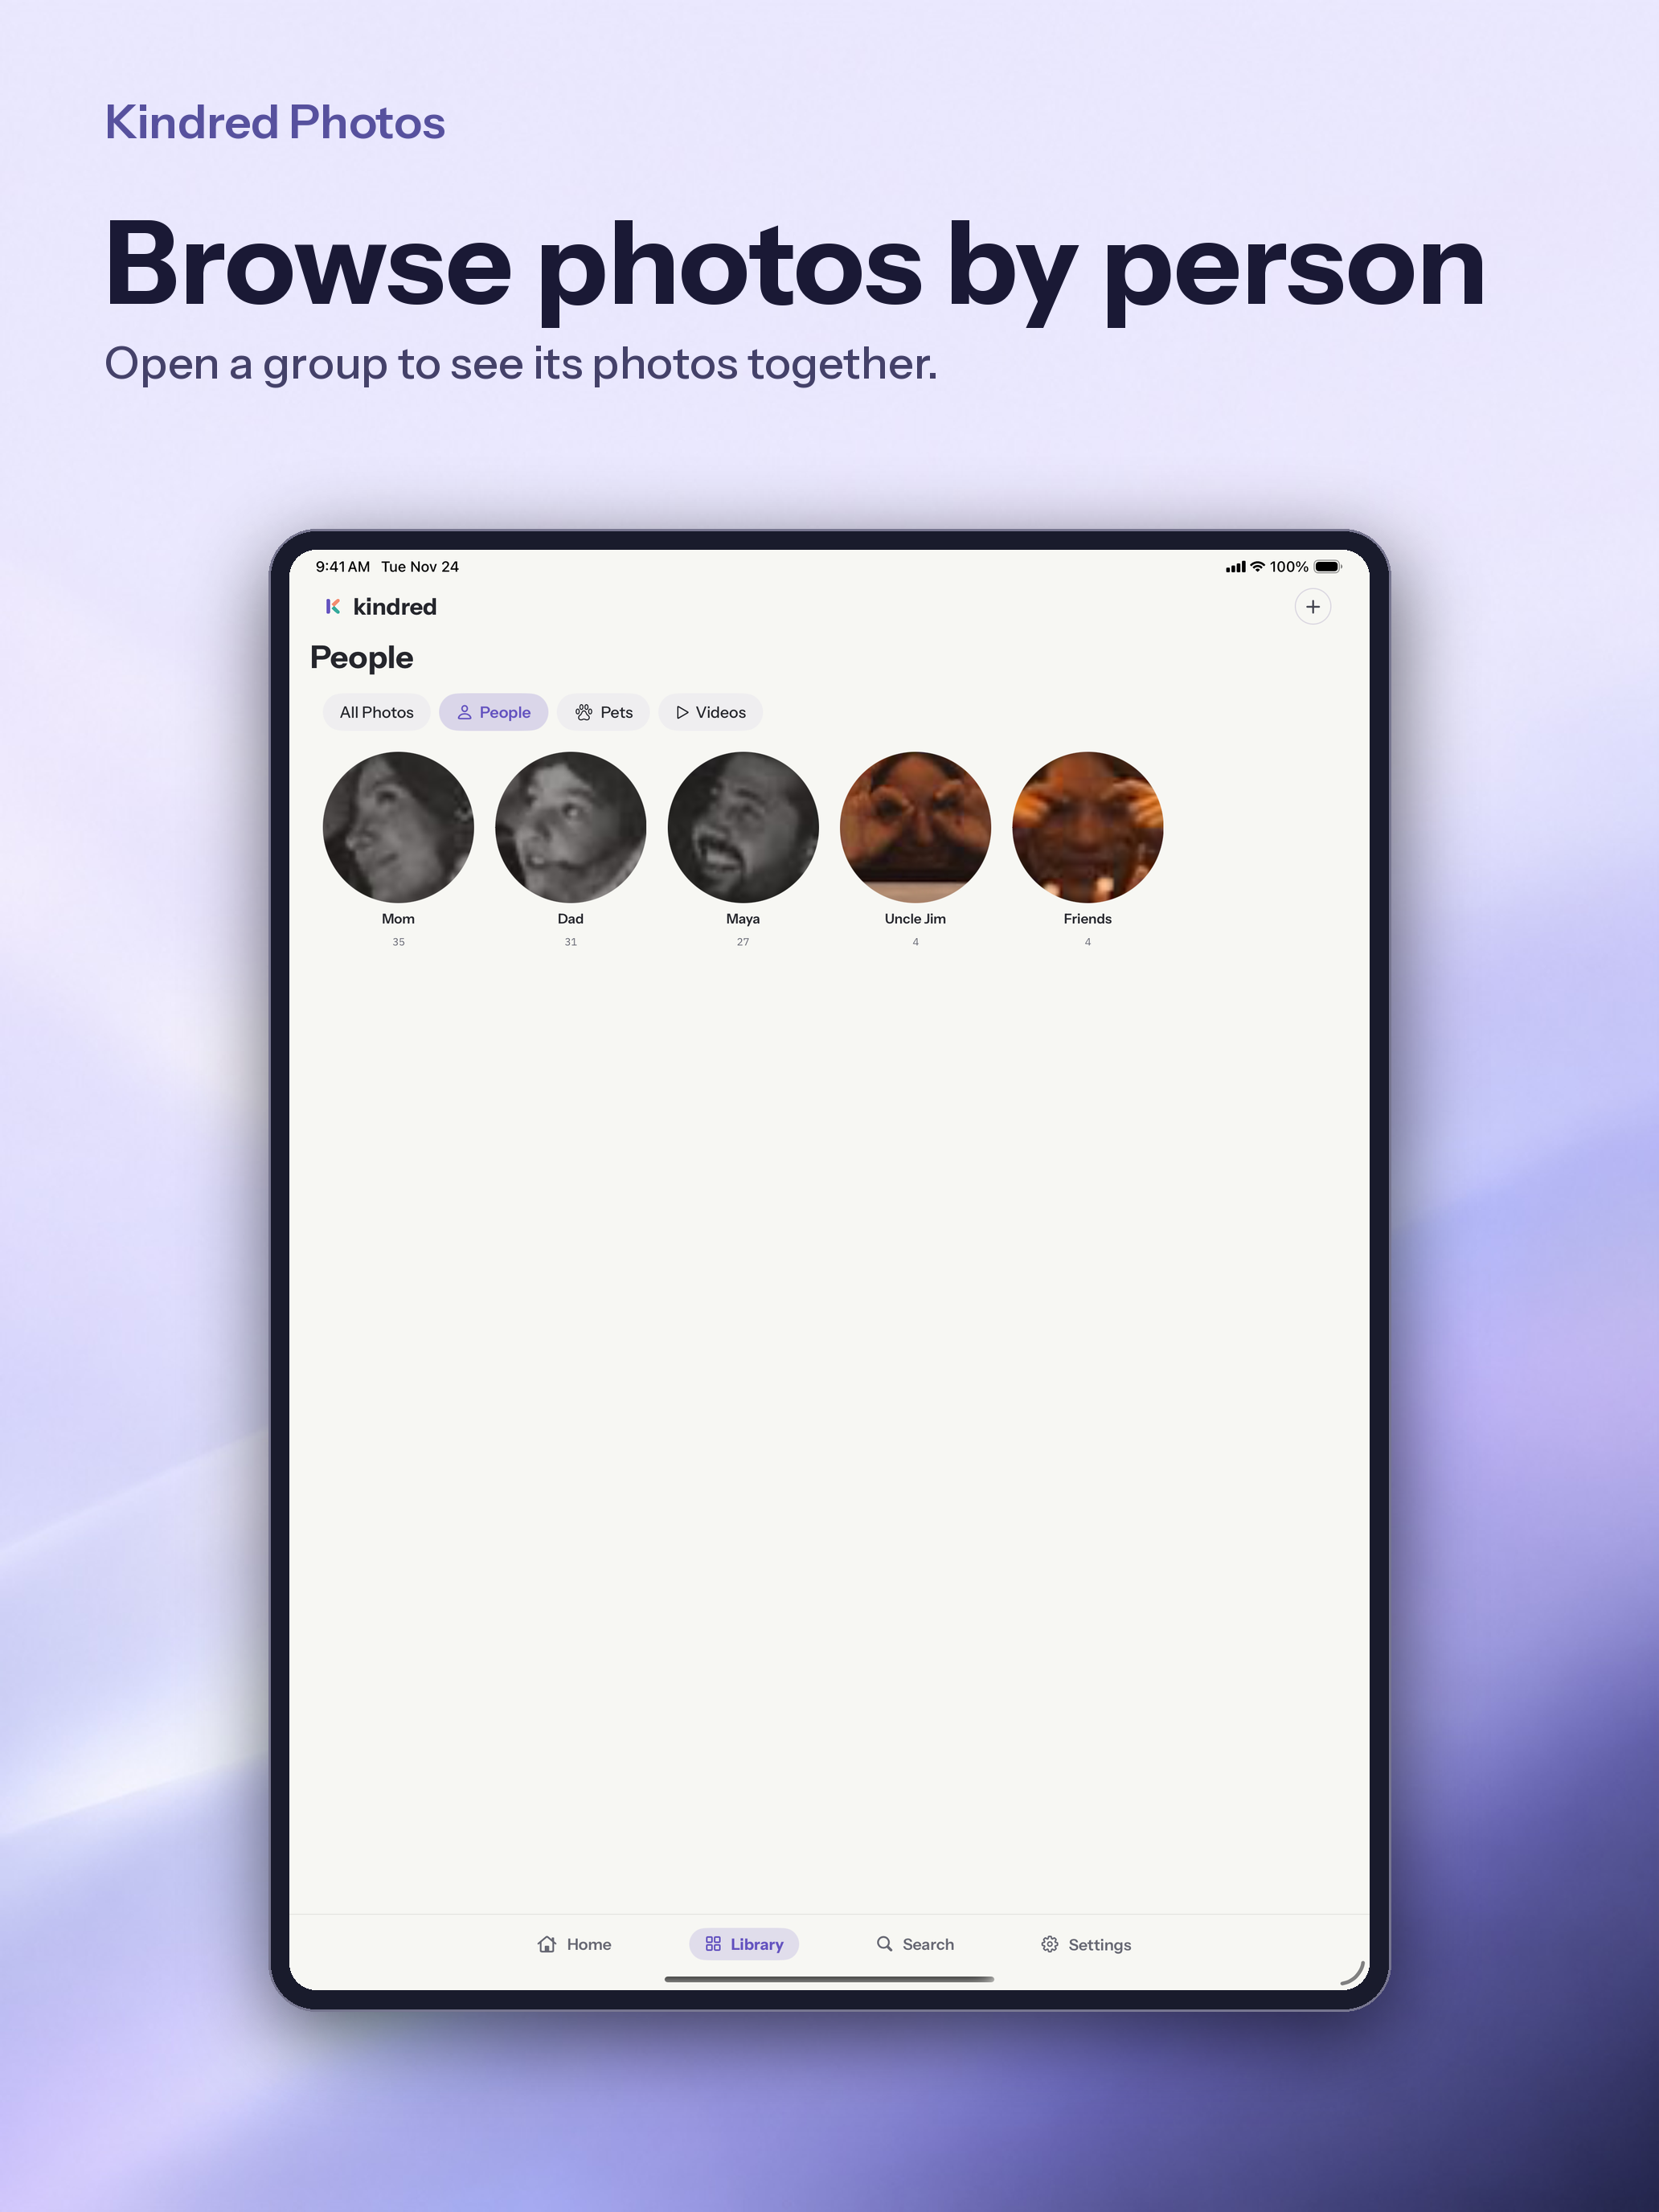 Kindred Photos
Browse photos by person
Open a group to see its photos together.
9:41 AM Tue Nov 24 100%
kindred
People
All Photos People Pets Videos
Mom Dad Maya Uncle Jim Friends
35 31 27 4 4
Home Library Search Settings